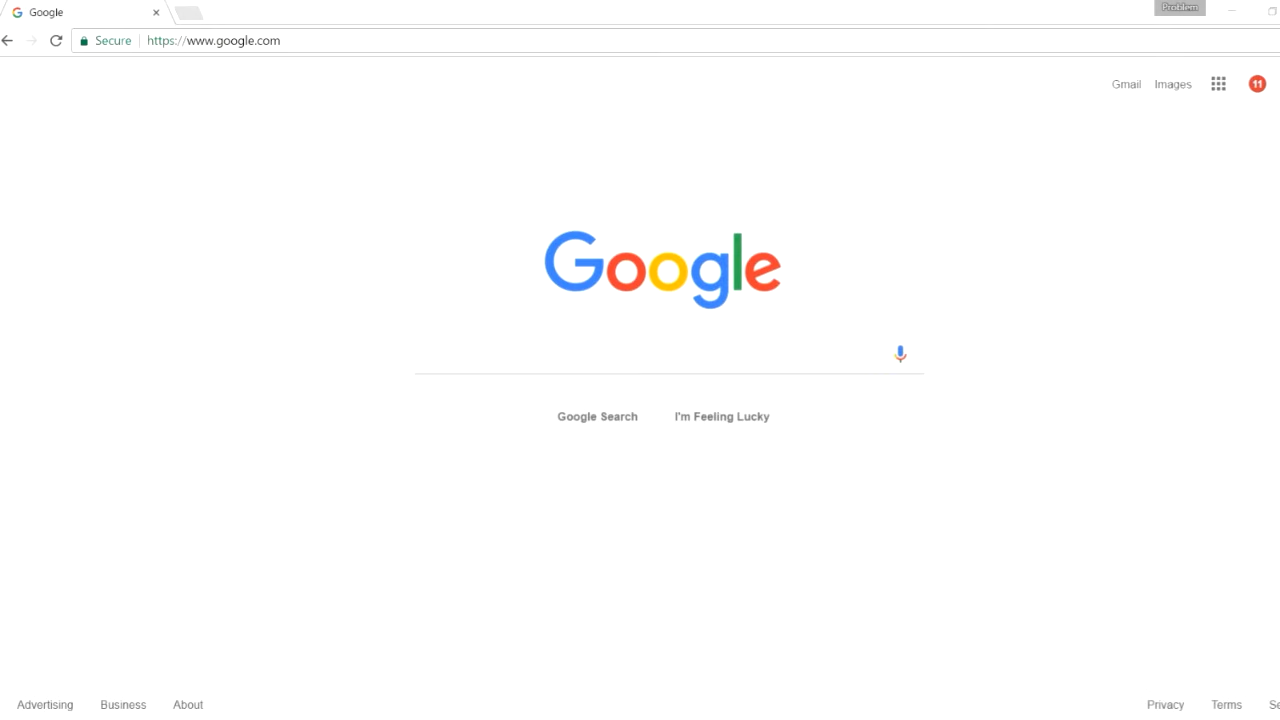 Google
Problem
Secure https://www.google.com
Gmail Images 11
Google
Google Search I'm Feeling Lucky
Advertising Business About Privacy Terms